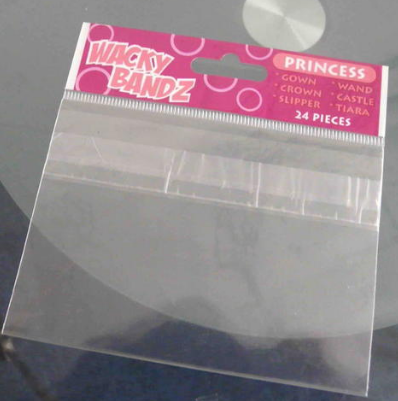 WACKY
BANDZ
PRINCESS
• GOWN • WAND
• CROWN • CASTLE
• SLIPPER • TIARA
24 PIECES